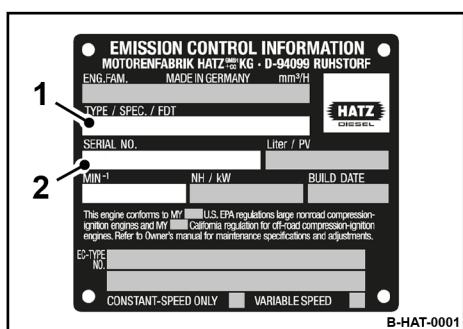 EMISSION CONTROL INFORMATION
MOTORENFABRIK HATZ GMBH +CO KG · D-94099 RUHSTORF
ENG.FAM. MADE IN GERMANY mm³/H
1
TYPE / SPEC. / FDT
HATZ
DIESEL
SERIAL NO. Liter / PV
2
MIN⁻¹ NH / kW BUILD DATE
This engine conforms to MY U.S. EPA regulations large nonroad compression-
ignition engines and MY California regulation for off-road compression-ignition
engines. Refer to Owner's manual for maintenance specifications and adjustments.
EC-TYPE
NO.
CONSTANT-SPEED ONLY VARIABLE SPEED
B-HAT-0001